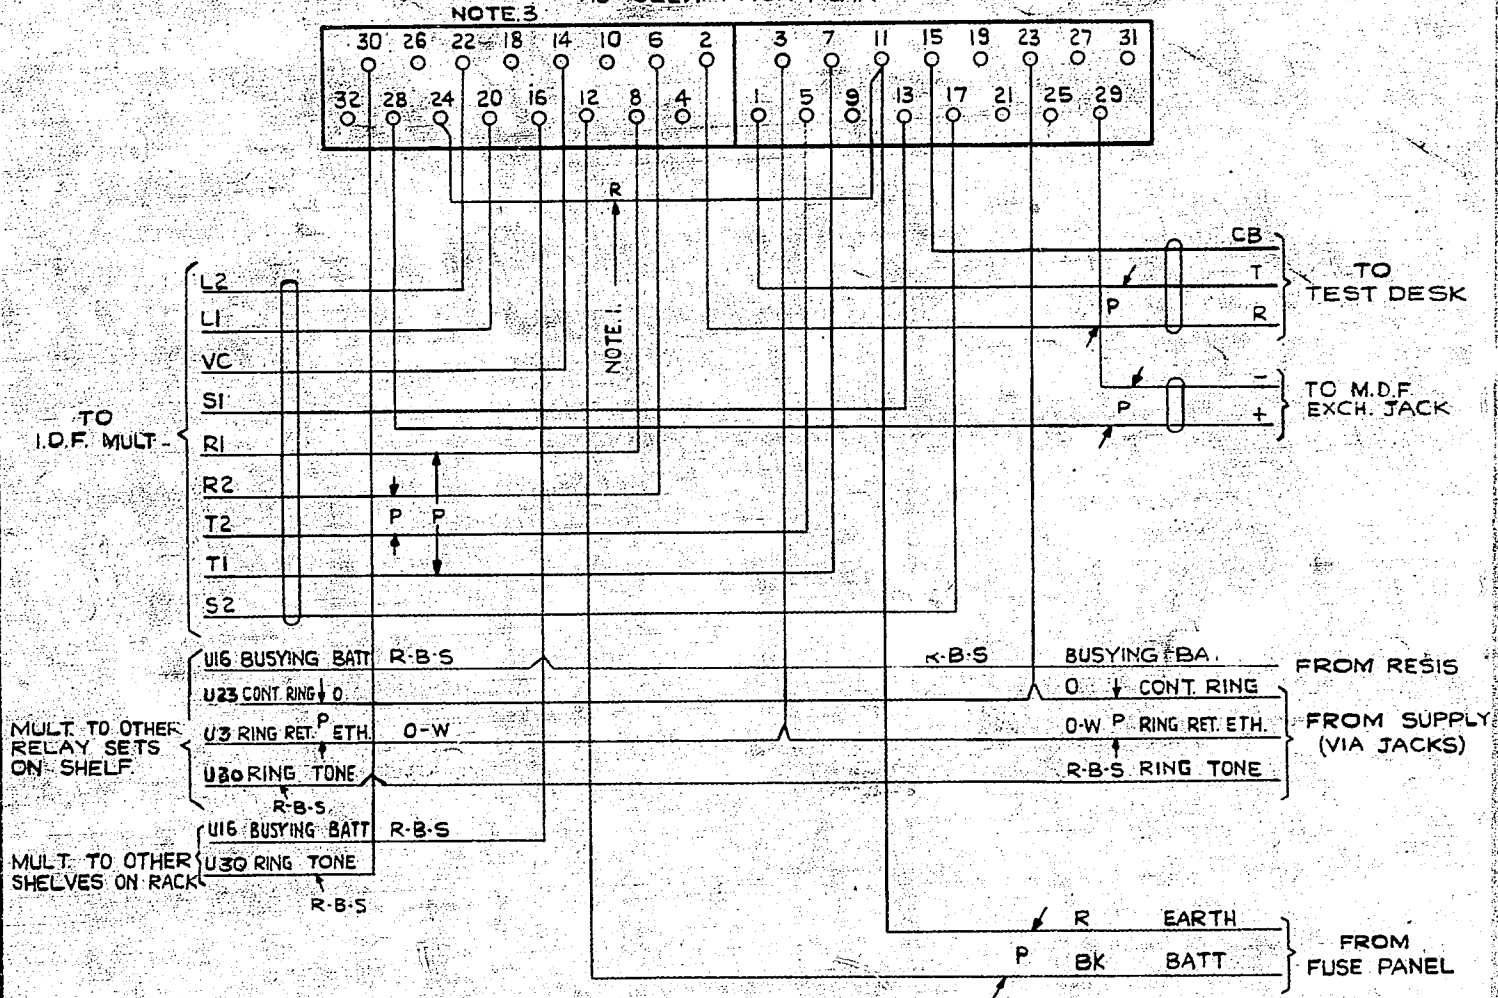 NOTE.3
30 26 22 18 14 10 6 2 3 7 11 15 19 23 27 31
32 28 24 20 16 12 8 4 1 5 9 13 17 21 25 29
R
NOTE.1.
CB
T
P
R
TO
TEST DESK
-
P
+
TO M.D.F
EXCH. JACK
L2
L1
VC
S1
R1
R2
P P
T2
T1
S2
TO
I.D.F. MULT-
U16 BUSYING BATT R-B-S
U23 CONT. RING O
P
U3 RING RET. ETH. O-W
U30 RING TONE
R-B-S.
MULT. TO OTHER
RELAY SETS
ON SHELF.
B-S BUSYING BA.
FROM RESIS
O CONT. RING
O-W P RING RET. ETH.
R-B-S RING TONE
FROM SUPPLY
(VIA JACKS)
U16 BUSYING BATT R-B-S
U30 RING TONE
R-B-S
MULT. TO OTHER
SHELVES ON RACK
R EARTH
P
BK BATT
FROM
FUSE PANEL